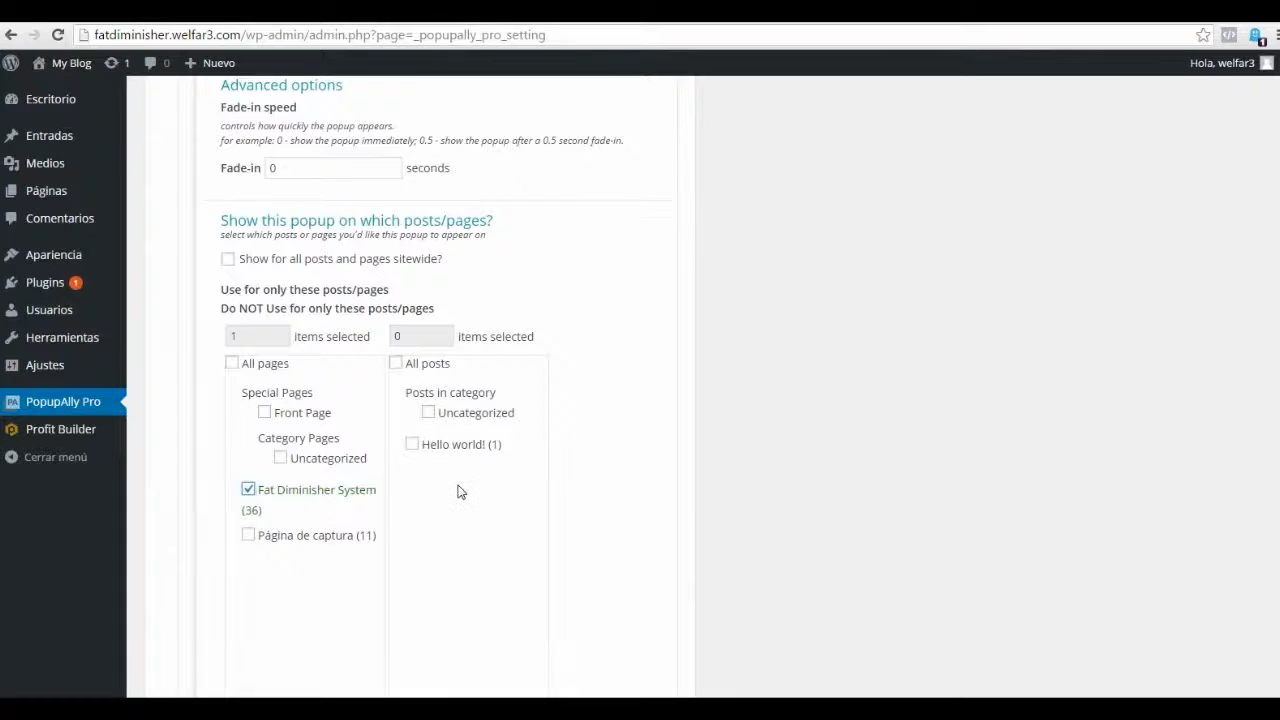 fatdiminisher.welfar3.com/wp-admin/admin.php?page=_popupally_pro_setting
1
My Blog
1
0
Nuevo
Hola, welfar3
Escritorio
Entradas
Medios
Páginas
Comentarios
Apariencia
Plugins 1
Usuarios
Herramientas
Ajustes
PA PopupAlly Pro
Profit Builder
Cerrar menú
Advanced options
Fade-in speed
controls how quickly the popup appears.
for example: 0 - show the popup immediately; 0.5 - show the popup after a 0.5 second fade-in.
Fade-in 0 seconds
Show this popup on which posts/pages?
select which posts or pages you'd like this popup to appear on
Show for all posts and pages sitewide?
Use for only these posts/pages
Do NOT Use for only these posts/pages
1 items selected
0 items selected
All pages
Special Pages
Front Page
Category Pages
Uncategorized
Fat Diminisher System
(36)
Página de captura (11)
All posts
Posts in category
Uncategorized
Hello world! (1)